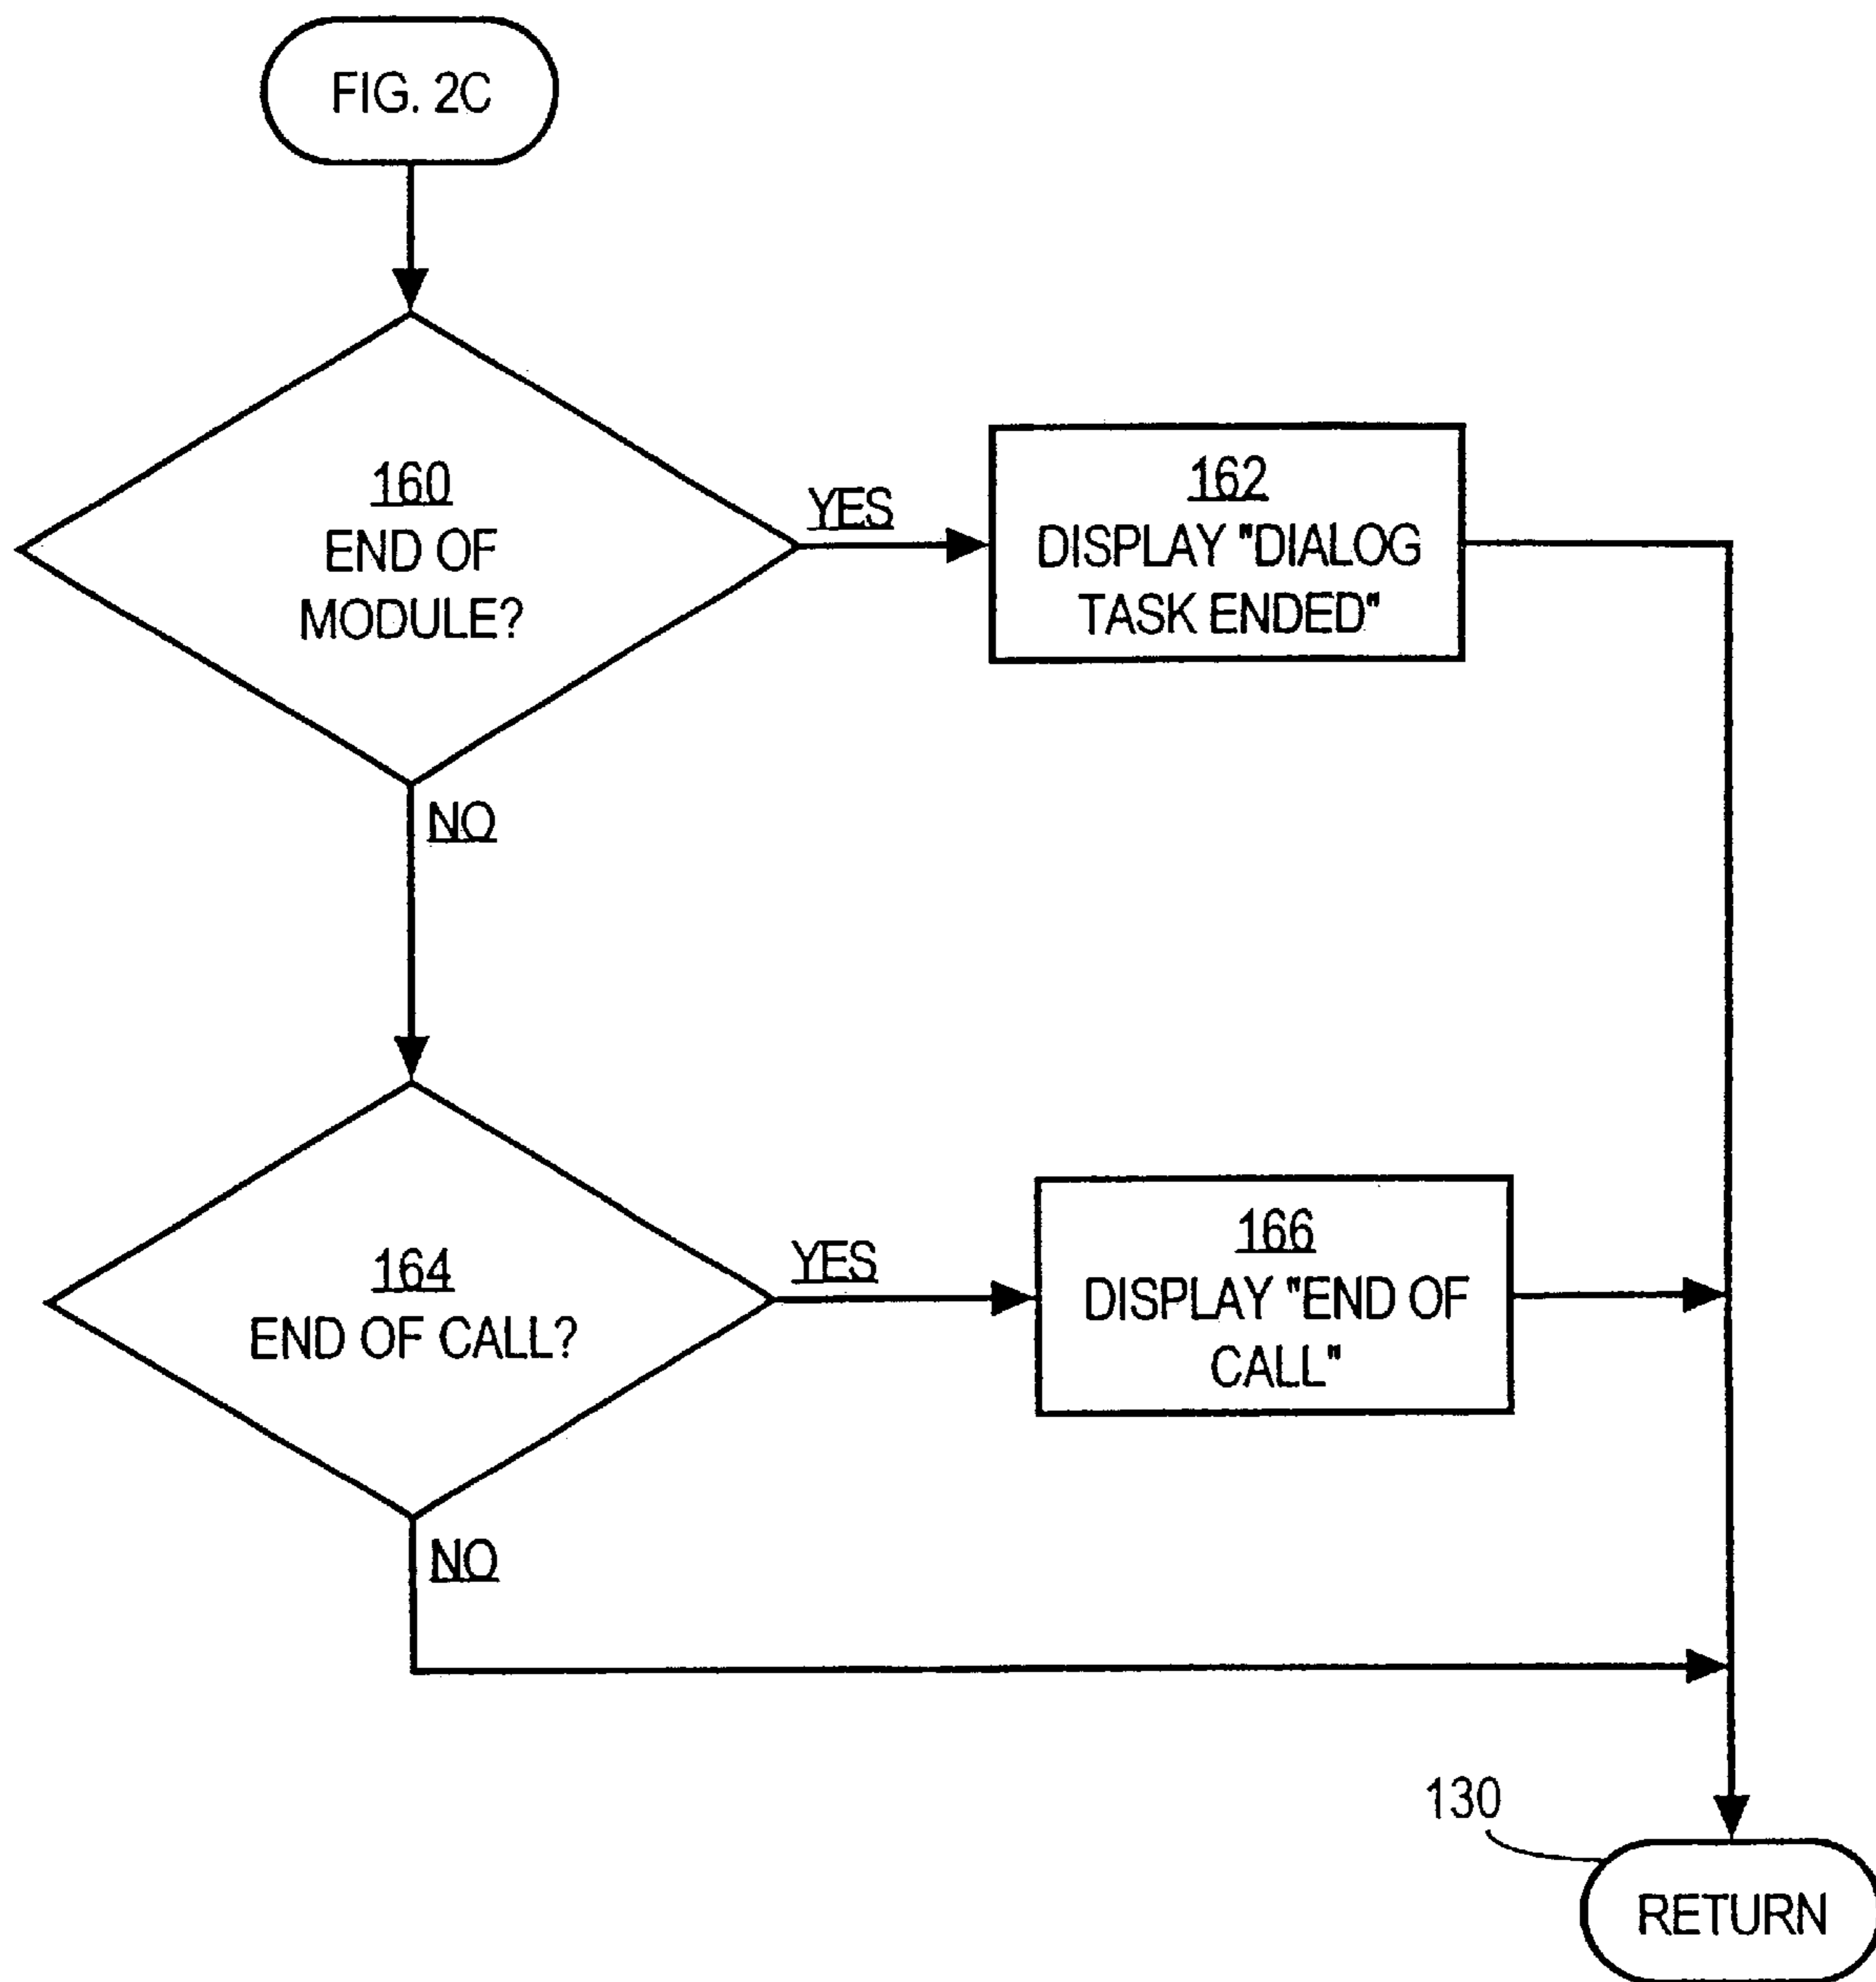 FIG. 2C
160
END OF
MODULE?
YES
162
DISPLAY "DIALOG
TASK ENDED"
NO
164
END OF CALL?
YES
166
DISPLAY "END OF
CALL"
NO
130
RETURN